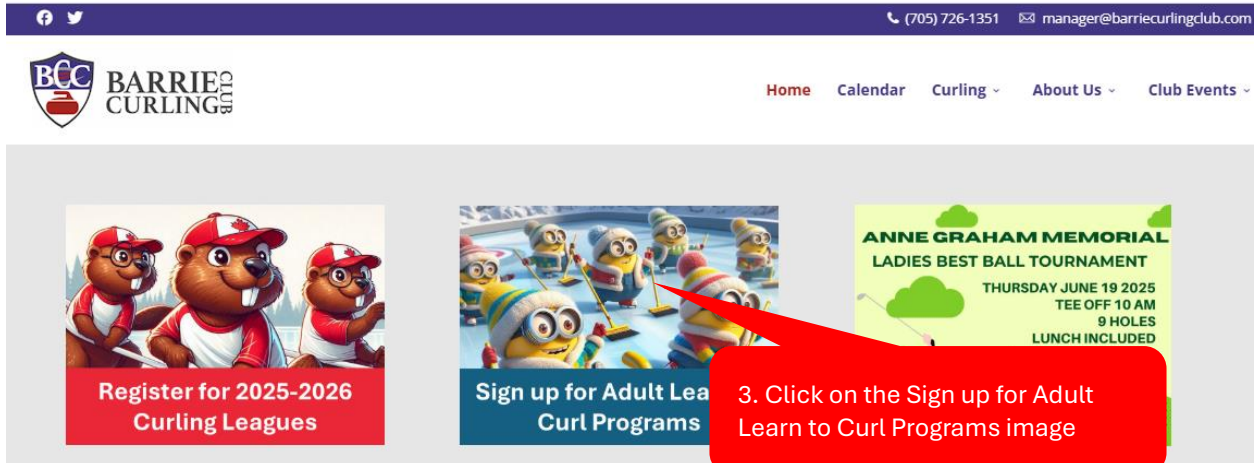 (705) 726-1351 manager@barriecurlingclub.com
BCC
BARRIE
CURLING
CLUB
Home Calendar Curling About Us Club Events
Register for 2025-2026
Curling Leagues
Sign up for Adult Lea
Curl Programs
ANNE GRAHAM MEMORIAL
LADIES BEST BALL TOURNAMENT
THURSDAY JUNE 19 2025
TEE OFF 10 AM
9 HOLES
LUNCH INCLUDED
3. Click on the Sign up for Adult
Learn to Curl Programs image